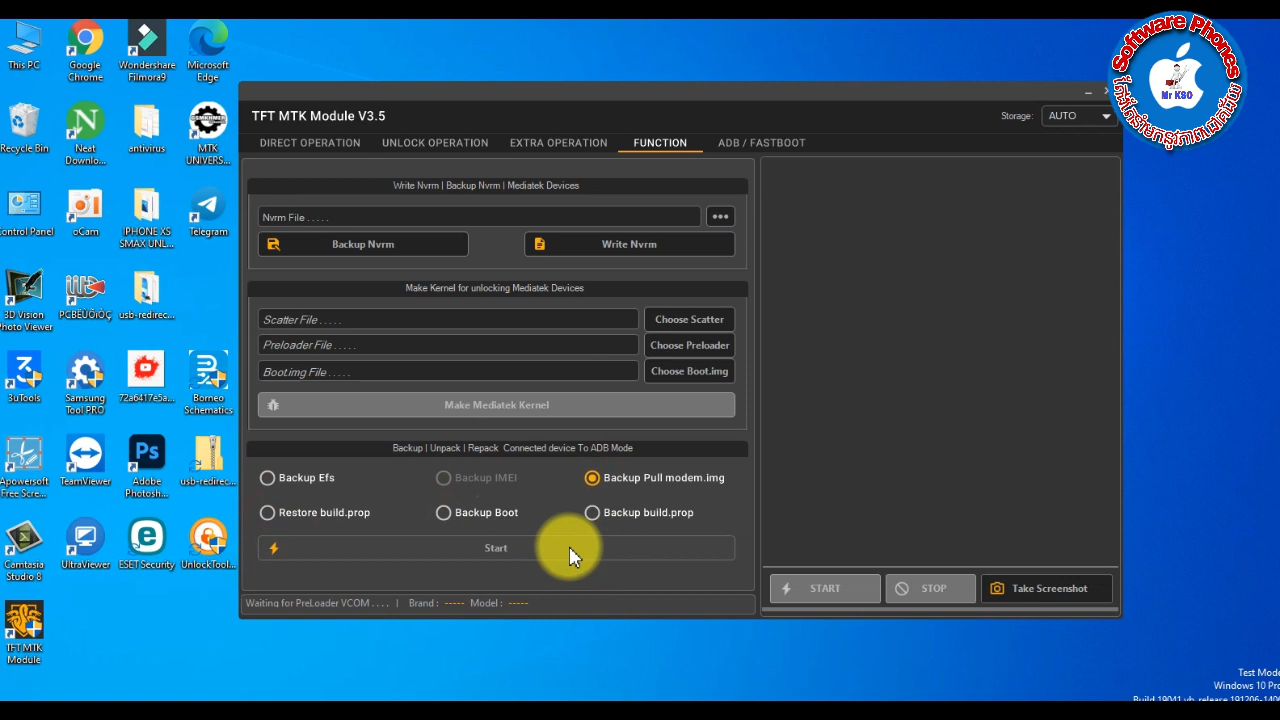 This PC
Google
Chrome
Wondershare
Filmora9
Microsoft
Edge
Recycle Bin
Neat
Downlo...
antivirus
GSMKHMER
MTK
UNIVERS...
Control Panel
oCam
IPHONE XS
SMAX UNL...
Telegram
3D Vision
Photo Viewer
usb-redirec...
3uTools
Samsung
Tool PRO
72a6417e5a...
Borneo
Schematics
Apowersoft
Free Scre...
TeamViewer
Ps
Adobe
Photosh...
usb-redirec...
Camtasia
Studio 8
UltraViewer
ESET Security
UnlockTool...
TFT MTK
Module
TFT MTK Module V3.5
Storage:
AUTO
DIRECT OPERATION
UNLOCK OPERATION
EXTRA OPERATION
FUNCTION
ADB / FASTBOOT
Write Nvrm | Backup Nvrm | Mediatek Devices
Nvrm File . . . . .
Backup Nvrm
Write Nvrm
Make Kernel for unlocking Mediatek Devices
Scatter File . . . . .
Choose Scatter
Preloader File . . . . .
Choose Preloader
Boot.img File . . . . .
Choose Boot.img
Make Mediatek Kernel
Backup | Unpack | Repack Connected device To ADB Mode
Backup Efs
Backup IMEI
Backup Pull modem.img
Restore build.prop
Backup Boot
Backup build.prop
Start
Waiting for PreLoader VCOM . . . . | Brand : ----- Model : -----
START
STOP
Take Screenshot
Software Phones
Mr KSO
Test Mode
Windows 10 Pro